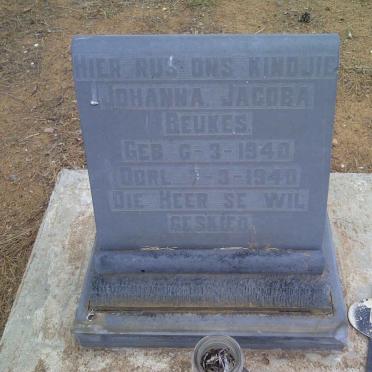 HIER RUS ONS KINDJIE
JOHANNA JACOBA
BEUKES
GEB 6-3-1940
OORL -3-1940
DIE HEER SE WIL
GESKIED